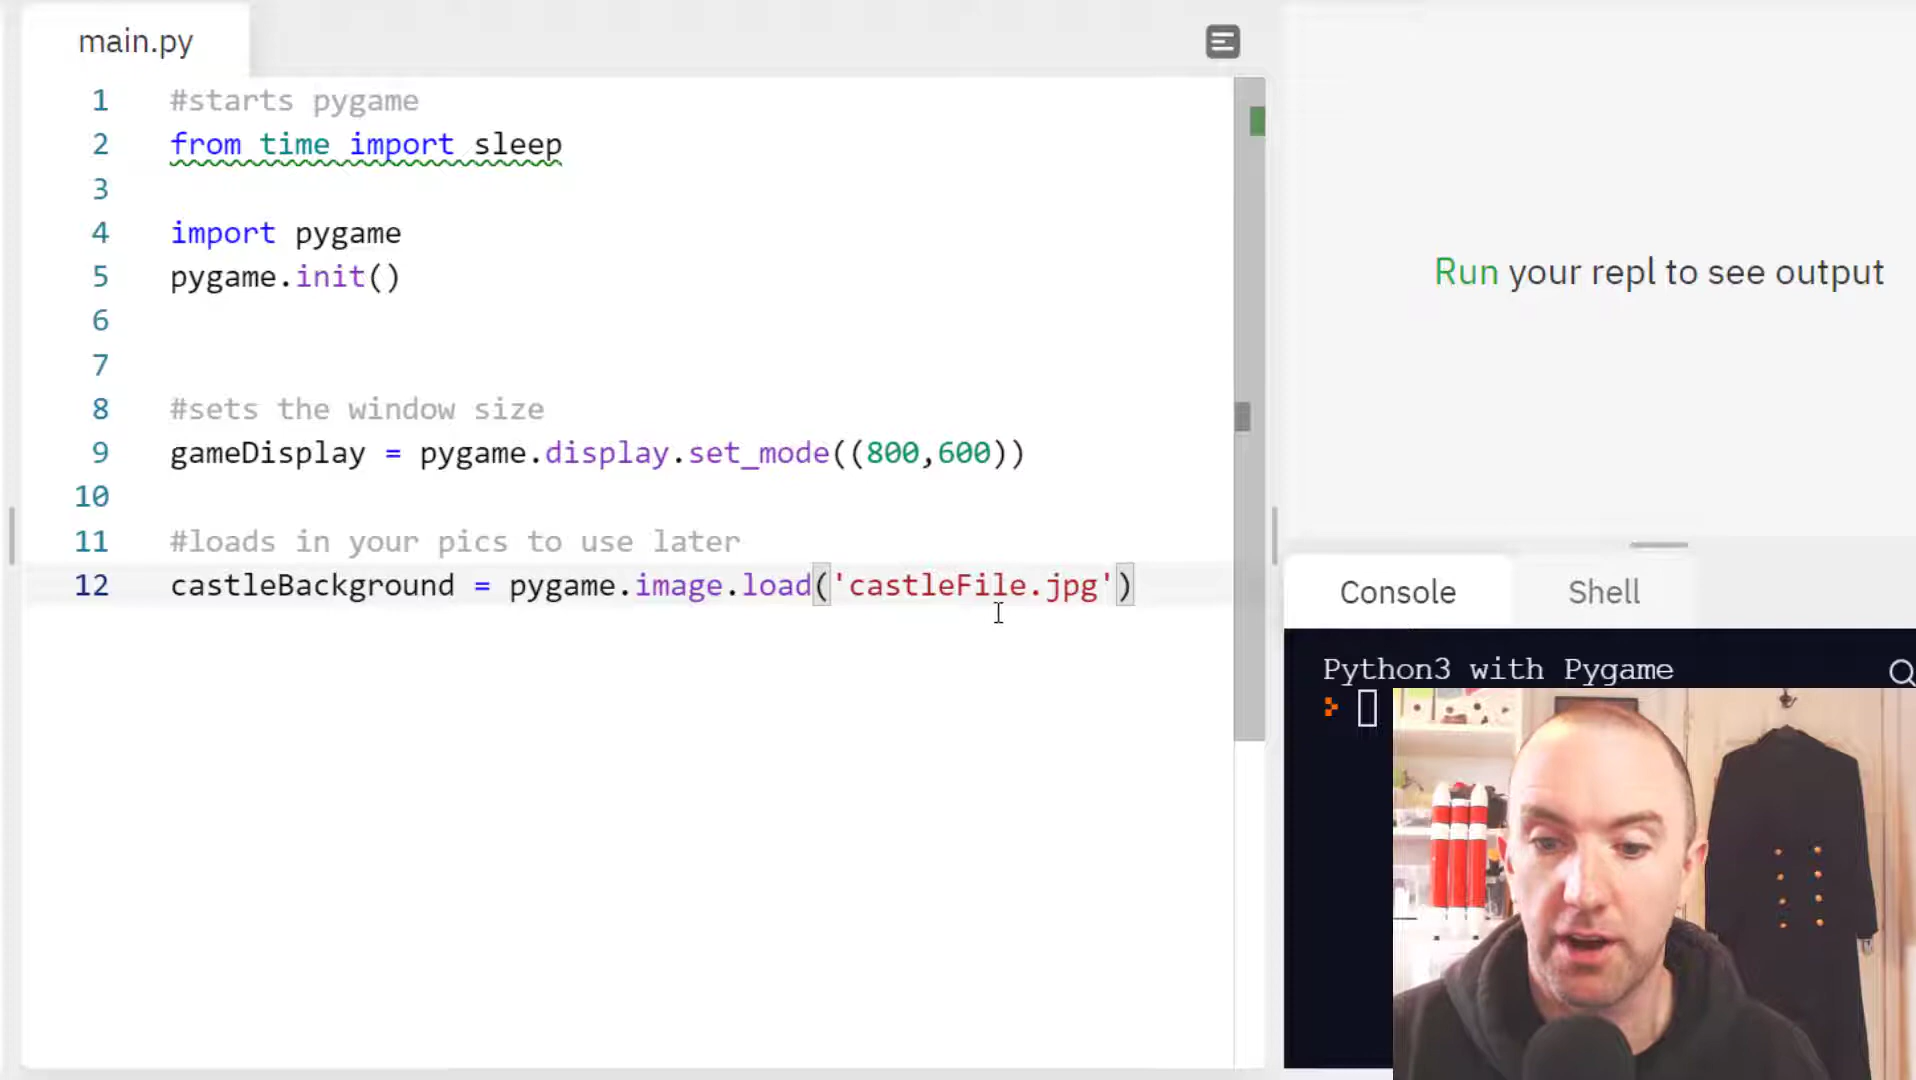 main.py
1 #starts pygame
2 from time import sleep
3
4 import pygame
5 pygame.init()
6
7
8 #sets the window size
9 gameDisplay = pygame.display.set_mode((800,600))
10
11 #loads in your pics to use later
12 castleBackground = pygame.image.load('castleFile.jpg')
Run your repl to see output
Console Shell
Python3 with Pygame